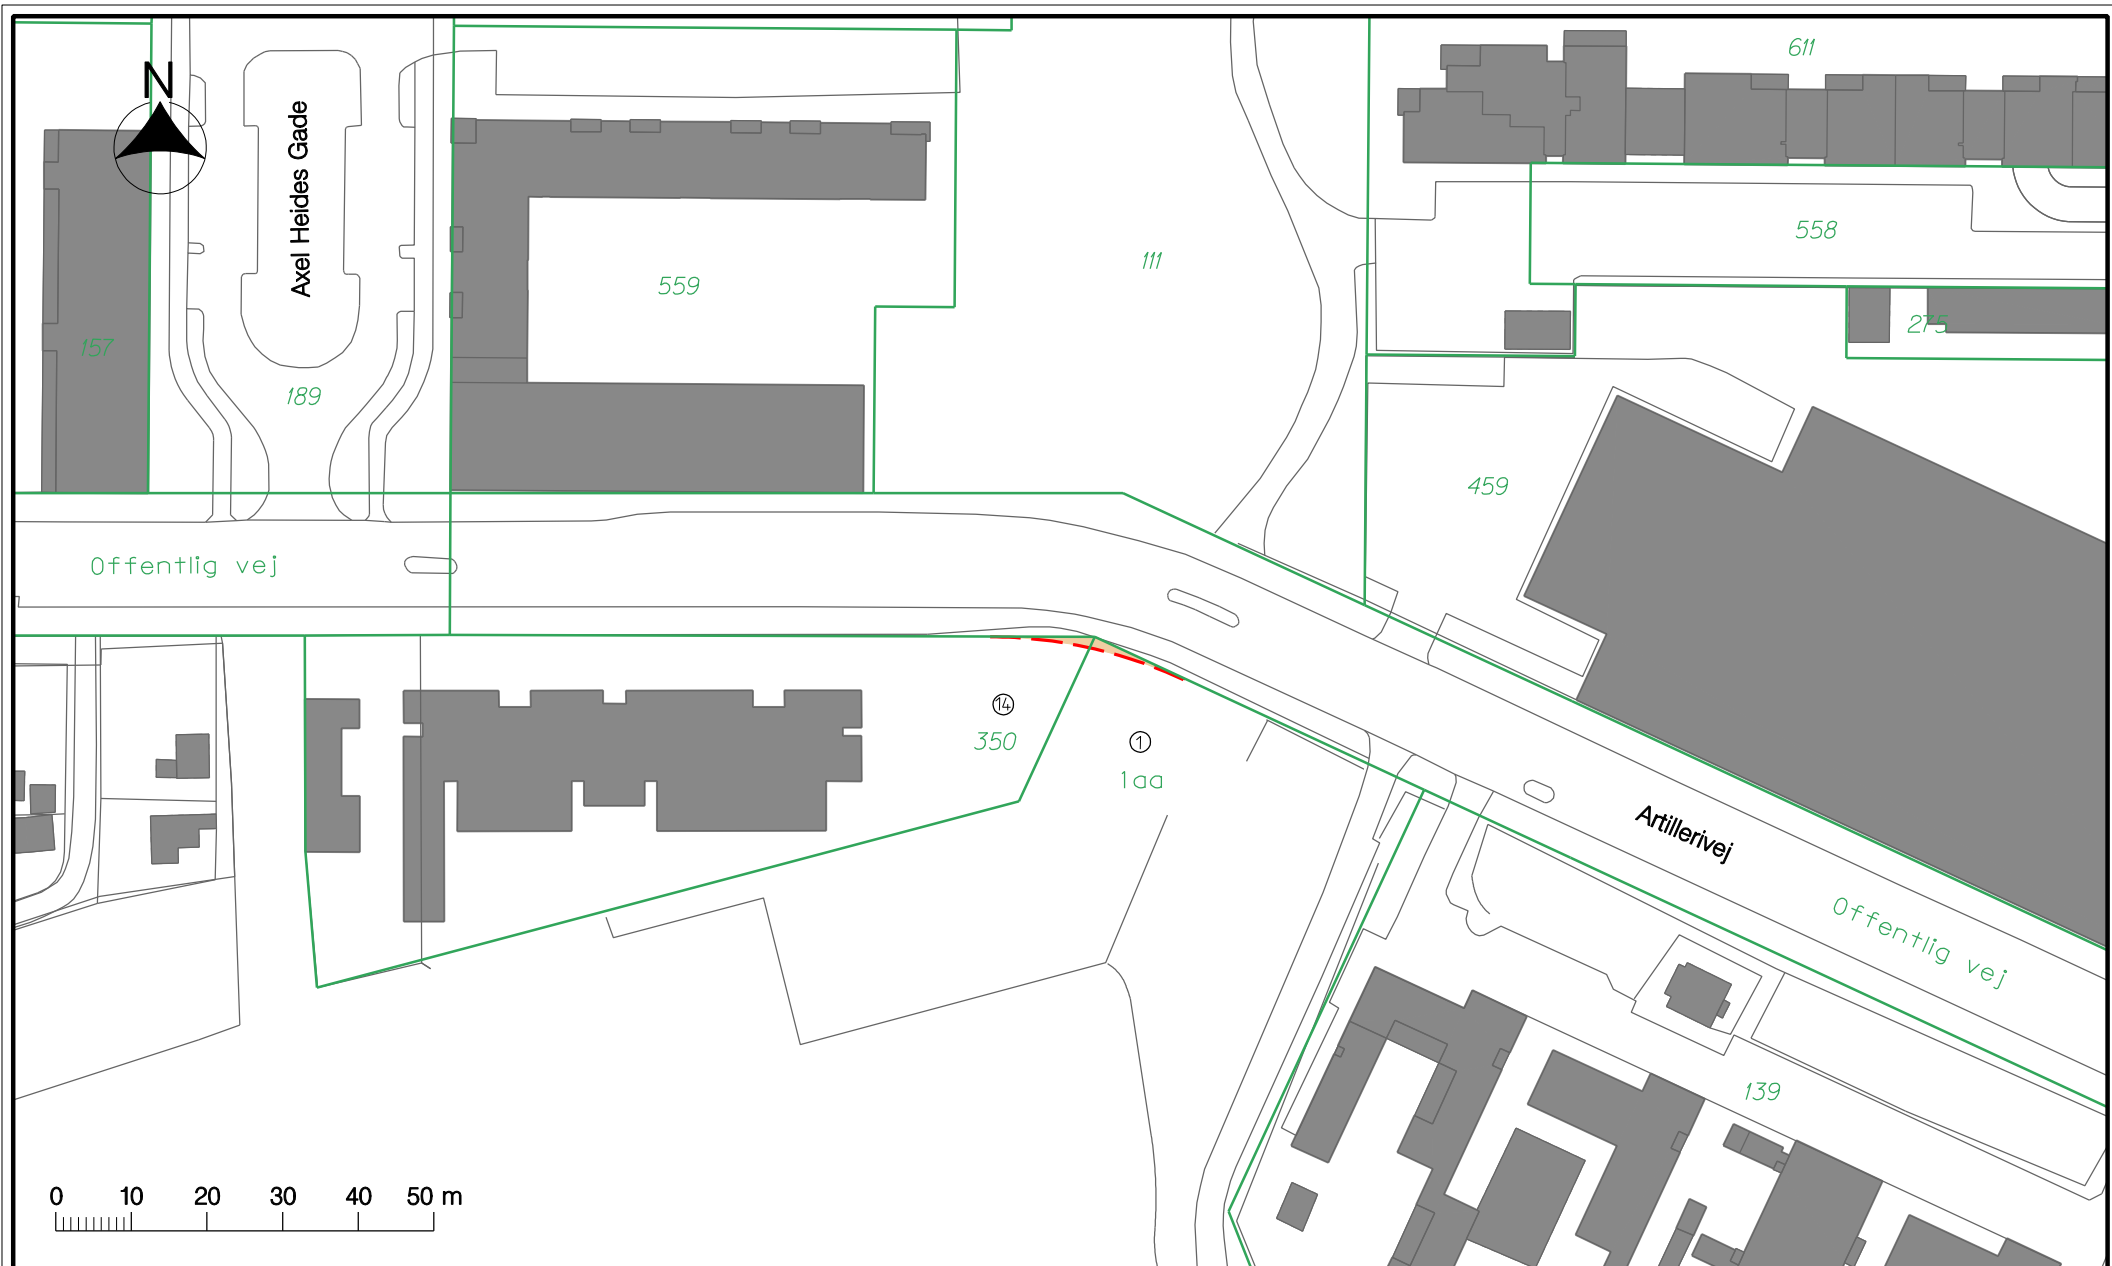 611
N
Axel Heides Gade
558
111
559
275
157
189
459
Offentlig vej
14
350
1
1aa
Artillerivej
Offentlig vej
139
0 10 20 30 40 50 m